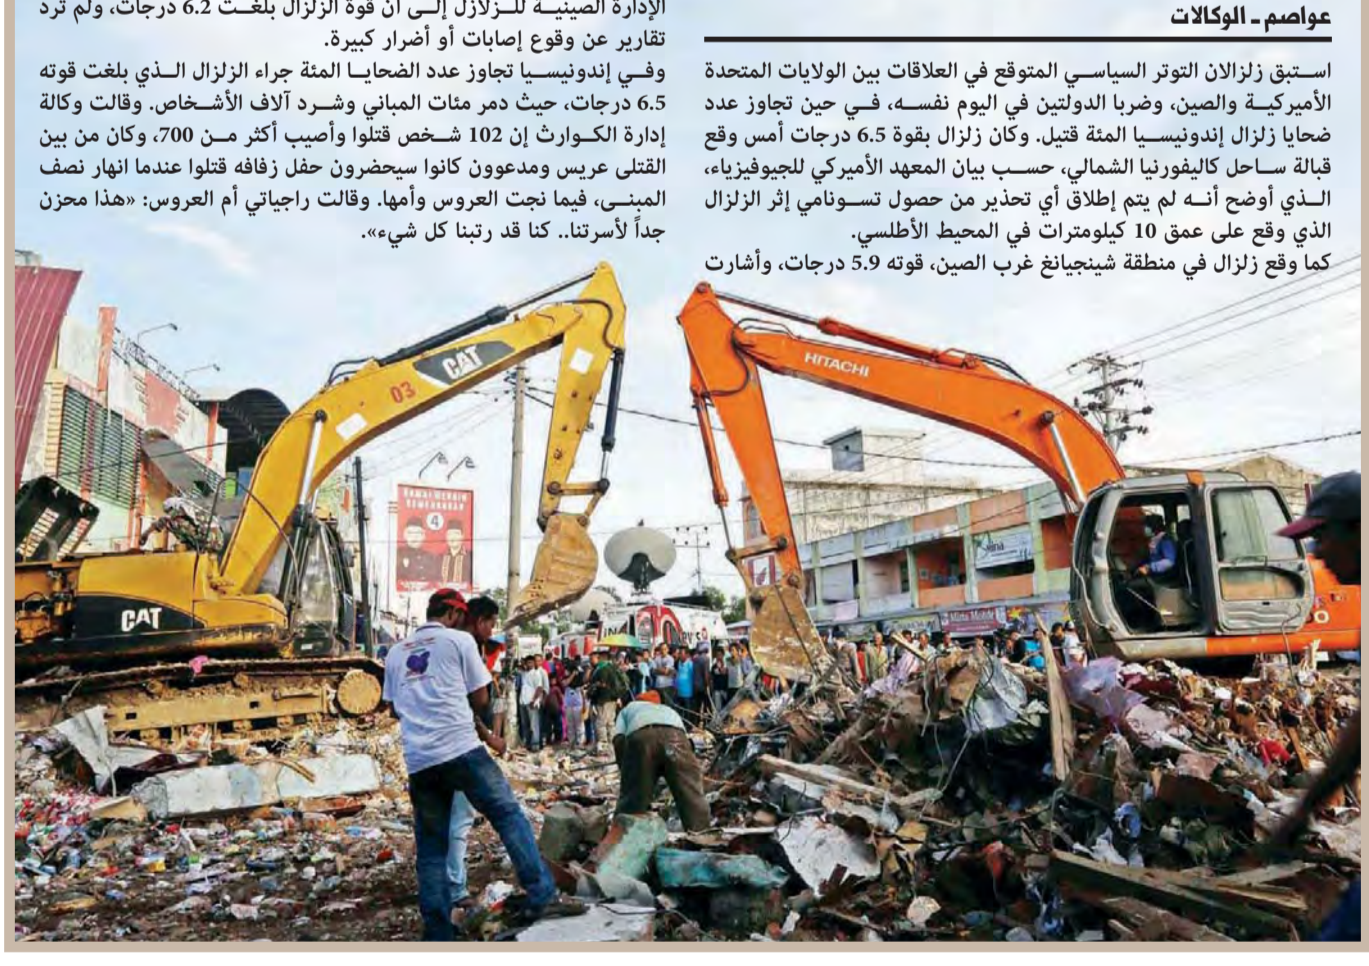 عواصم ـ الوكالات
استبق زلزالان التوتر السياسي المتوقع في العلاقات بين الولايات المتحدة
الأميركية والصين، وضربا الدولتين في اليوم نفسه، في حين تجاوز عدد
ضحايا زلزال إندونيسيا المئة قتيل. وكان زلزال بقوة 6.5 درجات أمس وقع
قبالة ساحل كاليفورنيا الشمالي، حسب بيان المعهد الأميركي للجيوفيزياء،
الذي أوضح أنه لم يتم إطلاق أي تحذير من حصول تسونامي إثر الزلزال
الذي وقع على عمق 10 كيلومترات في المحيط الأطلسي.
كما وقع زلزال في منطقة شينجيانغ غرب الصين، قوته 5.9 درجات، وأشارت
الإدارة الصينية للزلازل إلى أن قوة الزلزال بلغت 6.2 درجات، ولم ترد
تقارير عن وقوع إصابات أو أضرار كبيرة.
وفي إندونيسيا تجاوز عدد الضحايا المئة جراء الزلزال الذي بلغت قوته
6.5 درجات، حيث دمر مئات المباني وشرد آلاف الأشخاص. وقالت وكالة
إدارة الكوارث إن 102 شخص قتلوا وأصيب أكثر من 700، وكان من بين
القتلى عريس ومدعوون كانوا سيحضرون حفل زفافه قتلوا عندما انهار نصف
المبنى، فيما نجت العروس وأمها. وقالت راجياتي أم العروس: «هذا محزن
جداً لأسرتنا.. كنا قد رتبنا كل شيء».
CAT
03
HITACHI
4
CAT